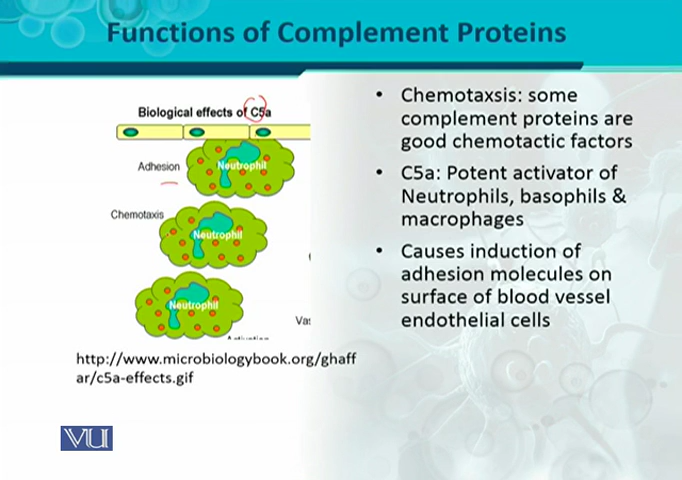 Functions of Complement Proteins
Biological effects of C5a
Adhesion
Neutrophil
Chemotaxis
Neutrophil
Neutrophil
http://www.microbiologybook.org/ghaff
ar/c5a-effects.gif
• Chemotaxsis: some
complement proteins are
good chemotactic factors
• C5a: Potent activator of
Neutrophils, basophils &
macrophages
• Causes induction of
adhesion molecules on
surface of blood vessel
endothelial cells
VU